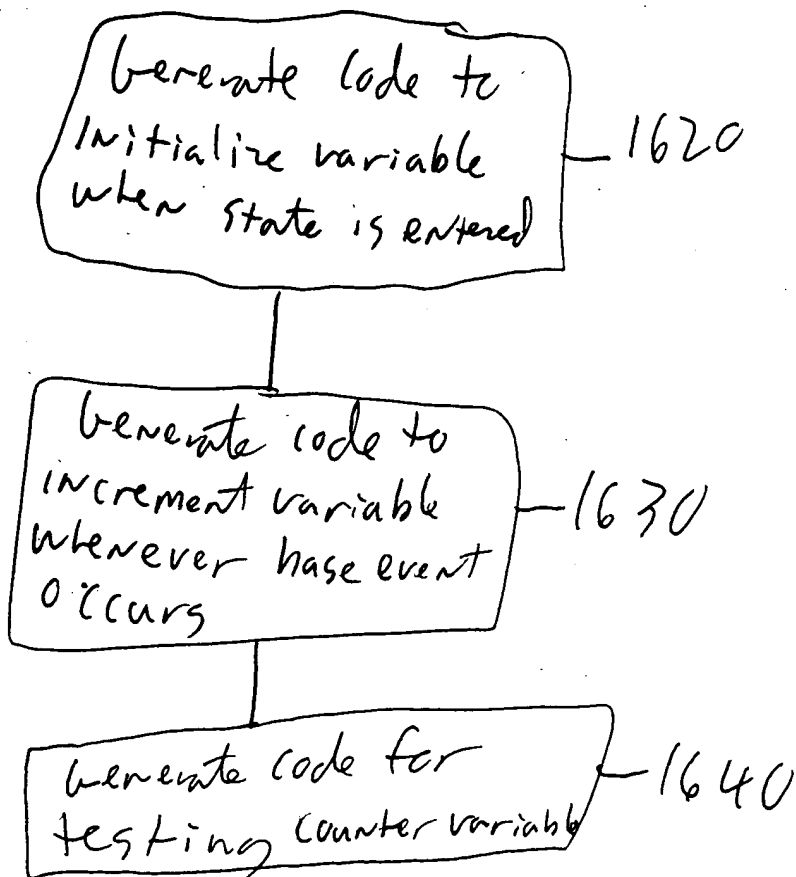 Generate code to
initialize variable
when state is entered
1620
Generate code to
increment variable
whenever base event
occurs
1630
Generate code for
testing counter variable
1640